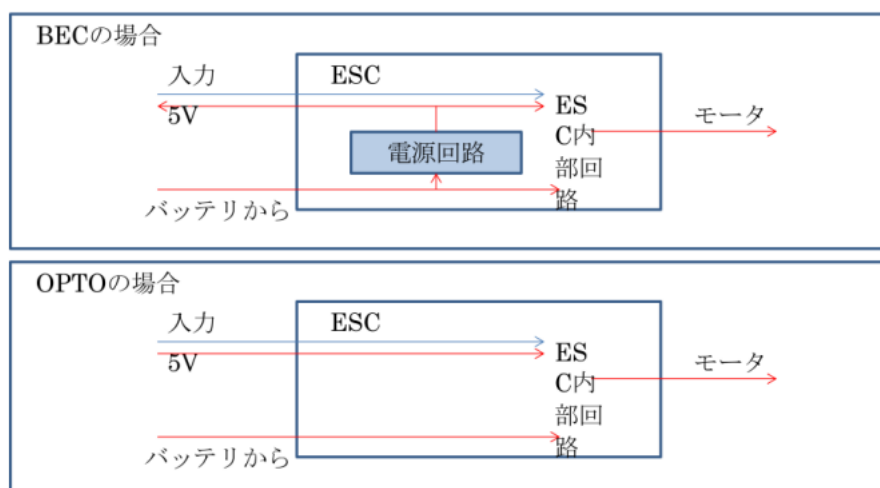 BECの場合
入力
ESC
5V
ES
C内
部回
路
電源回路
モータ
バッテリから
OPTOの場合
入力
ESC
5V
ES
C内
部回
路
モータ
バッテリから